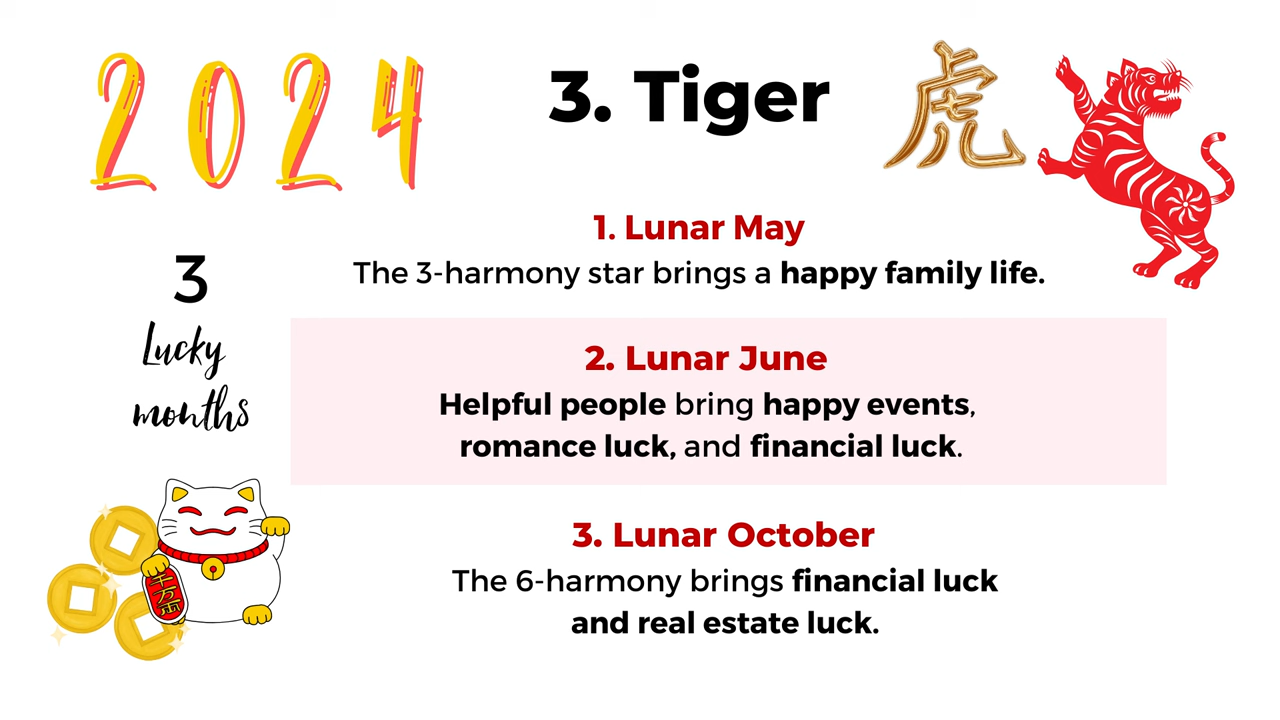 2024
3. Tiger
虎
3
Lucky
months
1. Lunar May
The 3-harmony star brings a happy family life.
2. Lunar June
Helpful people bring happy events,
romance luck, and financial luck.
3. Lunar October
The 6-harmony brings financial luck
and real estate luck.
千万両